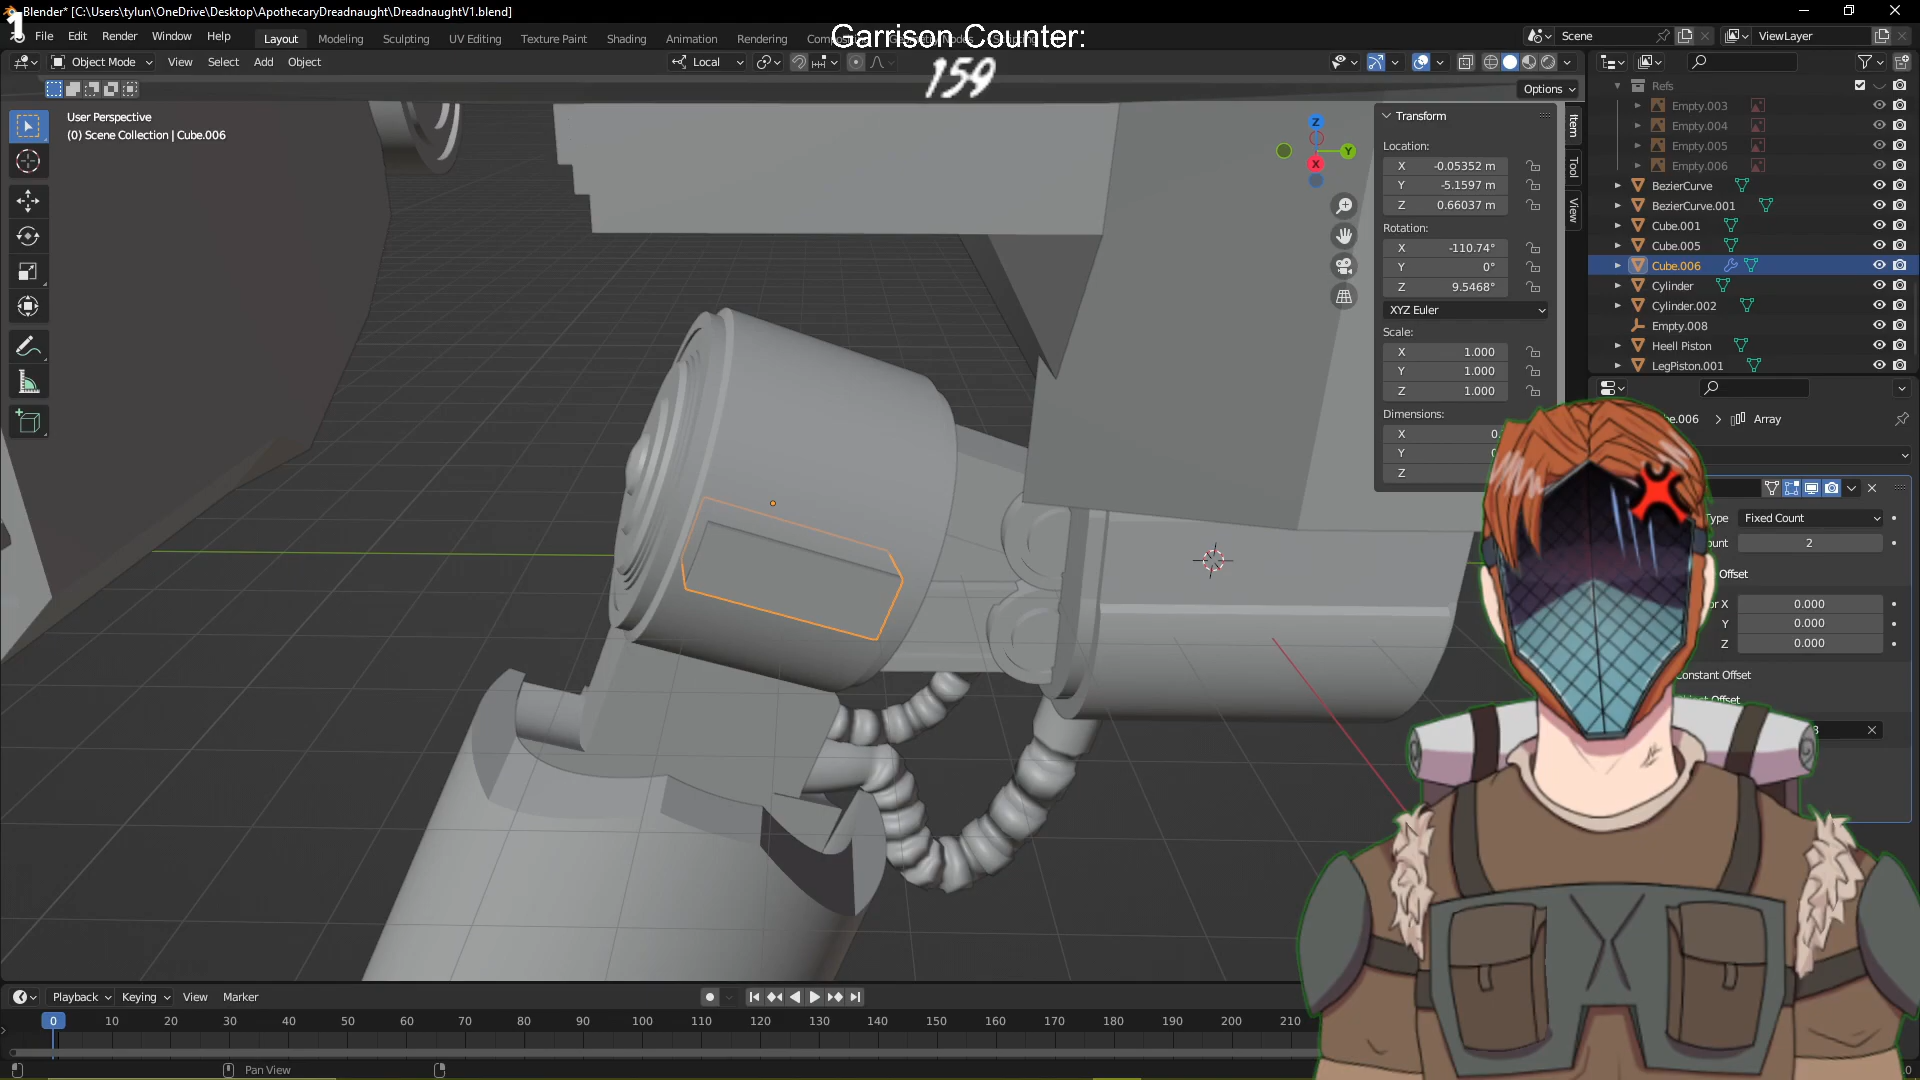 Blender* [C:\Users\tylun\OneDrive\Desktop\ApothecaryDreadnaught\DreadnaughtV1.blend]
1
File Edit Render Window Help
Layout Modeling Sculpting UV Editing Texture Paint Shading Animation Rendering
Garrison Counter:
159
Scene
ViewLayer
Object Mode View Select Add Object
Local
Options
User Perspective
(0) Scene Collection | Cube.006
Z
Y
X
Item
Tool
View
Transform
Location:
X -0.05352 m
Y -5.1597 m
Z 0.66037 m
Rotation:
X -110.74°
Y 0°
Z 9.5468°
XYZ Euler
Scale:
X 1.000
Y 1.000
Z 1.000
Dimensions:
X 0.
Y
Z
Refs
Empty.003
Empty.004
Empty.005
Empty.006
BezierCurve
BezierCurve.001
Cube.001
Cube.005
Cube.006
Cylinder
Cylinder.002
Empty.008
Heell Piston
LegPiston.001
Array
Fixed Count
2
Offset
X 0.000
Y 0.000
Z 0.000
Playback Keying View Marker
0 10 20 30 40 50 60 70 80 90 100 110 120 130 140 150 160 170 180 190 200 210
Pan View